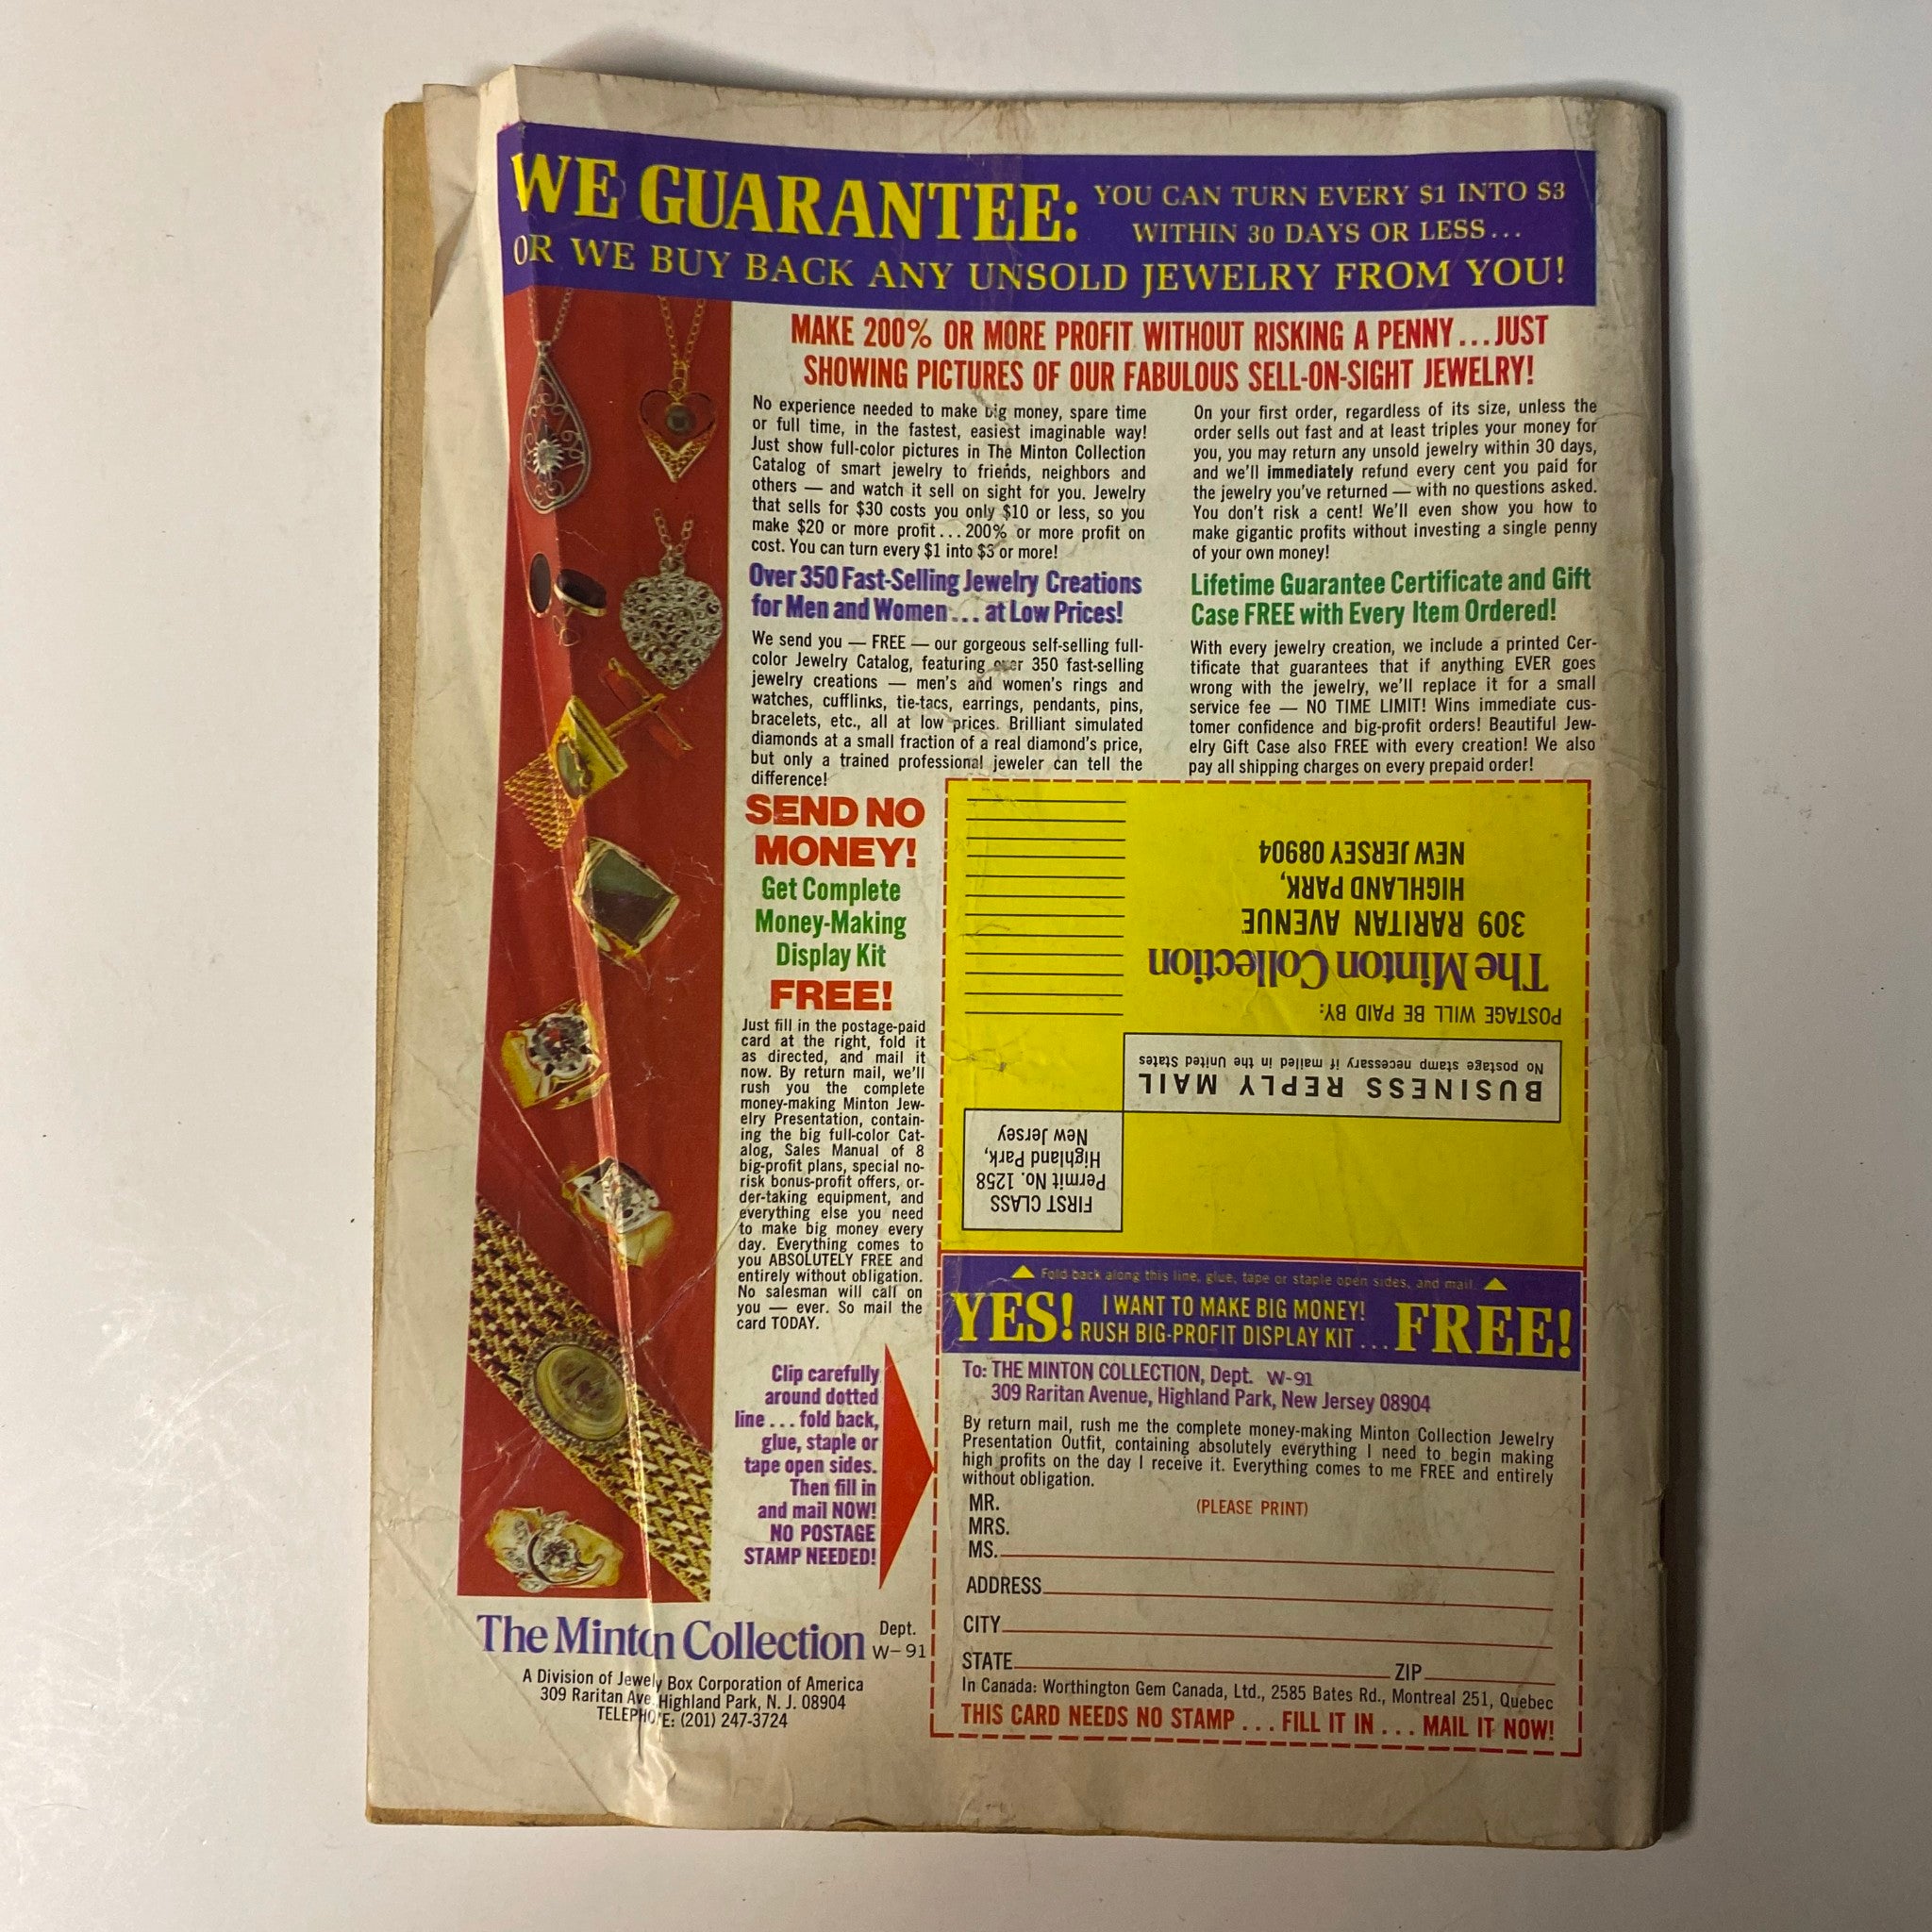 WE GUARANTEE: YOU CAN TURN EVERY $1 INTO $3
WITHIN 30 DAYS OR LESS...
OR WE BUY BACK ANY UNSOLD JEWELRY FROM YOU!
MAKE 200% OR MORE PROFIT WITHOUT RISKING A PENNY...JUST
SHOWING PICTURES OF OUR FABULOUS SELL-ON-SIGHT JEWELRY!
No experience needed to make big money, spare time
or full time, in the fastest, easiest imaginable way!
Just show full-color pictures in The Minton Collection
Catalog of smart jewelry to friends, neighbors and
others — and watch it sell on sight for you. Jewelry
that sells for $30 costs you only $10 or less, so you
make $20 or more profit...200% or more profit on
cost. You can turn every $1 into $3 or more!
Over 350 Fast-Selling Jewelry Creations
for Men and Women... at Low Prices!
We send you — FREE — our gorgeous self-selling full-
color Jewelry Catalog, featuring over 350 fast-selling
jewelry creations — men's and women's rings and
watches, cufflinks, tie-tacs, earrings, pendants, pins,
bracelets, etc., all at low prices. Brilliant simulated
diamonds at a small fraction of a real diamond's price,
but only a trained professional jeweler can tell the
difference!
On your first order, regardless of its size, unless the
order sells out fast and at least triples your money for
you, you may return any unsold jewelry within 30 days,
and we'll immediately refund every cent you paid for
the jewelry you've returned — with no questions asked.
You don't risk a cent! We'll even show you how to
make gigantic profits without investing a single penny
of your own money!
Lifetime Guarantee Certificate and Gift
Case FREE with Every Item Ordered!
With every jewelry creation, we include a printed Cer-
tificate that guarantees that if anything EVER goes
wrong with the jewelry, we'll replace it for a small
service fee — NO TIME LIMIT! Wins immediate cus-
tomer confidence and big-profit orders! Beautiful Jew-
elry Gift Case also FREE with every creation! We also
pay all shipping charges on every prepaid order!
SEND NO
MONEY!
Get Complete
Money-Making
Display Kit
FREE!
Just fill in the postage-paid
card at the right, fold it
as directed, and mail it
now. By return mail, we'll
rush you the complete
money-making Minton Jew-
elry Presentation, contain-
ing the big full-color Cat-
alog, Sales Manual of 8
big-profit plans, special no-
risk bonus-profit offers, or-
der-taking equipment, and
everything else you need
to make big money every
day. Everything comes to
you ABSOLUTELY FREE and
entirely without obligation.
No salesman will call on
you — ever. So mail the
card TODAY.
Clip carefully
around dotted
line...fold back,
glue, staple or
tape open sides.
Then fill in
and mail NOW!
NO POSTAGE
STAMP NEEDED!
The Minton Collection Dept.
W-91
A Division of Jewely Box Corporation of America
309 Raritan Ave. Highland Park, N. J. 08904
TELEPHONE: (201) 247-3724
FIRST CLASS
Permit No. 1258
Highland Park,
New Jersey
BUSINESS REPLY MAIL
No postage stamp necessary if mailed in the United States
POSTAGE WILL BE PAID BY:
The Minton Collection
309 RARITAN AVENUE
HIGHLAND PARK,
NEW JERSEY 08904
Fold back along this line, glue, tape or staple open sides, and mail.
YES! I WANT TO MAKE BIG MONEY!
RUSH BIG-PROFIT DISPLAY KIT... FREE!
To: THE MINTON COLLECTION, Dept. W-91
309 Raritan Avenue, Highland Park, New Jersey 08904
By return mail, rush me the complete money-making Minton Collection Jewelry
Presentation Outfit, containing absolutely everything I need to begin making
high profits on the day I receive it. Everything comes to me FREE and entirely
without obligation.
MR. (PLEASE PRINT)
MRS.
MS.
ADDRESS
CITY
STATE ZIP
In Canada: Worthington Gem Canada, Ltd., 2585 Bates Rd., Montreal 251, Quebec
THIS CARD NEEDS NO STAMP... FILL IT IN... MAIL IT NOW!